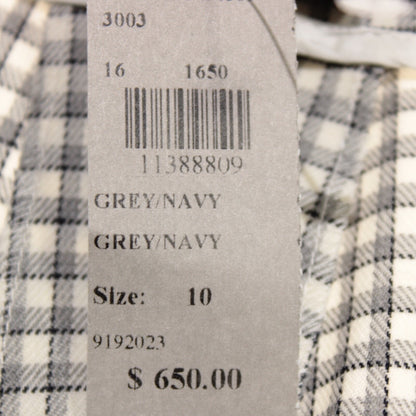 3003
16 1650
11388809
GREY/NAVY
GREY/NAVY
Size: 10
9192023
$ 650.00